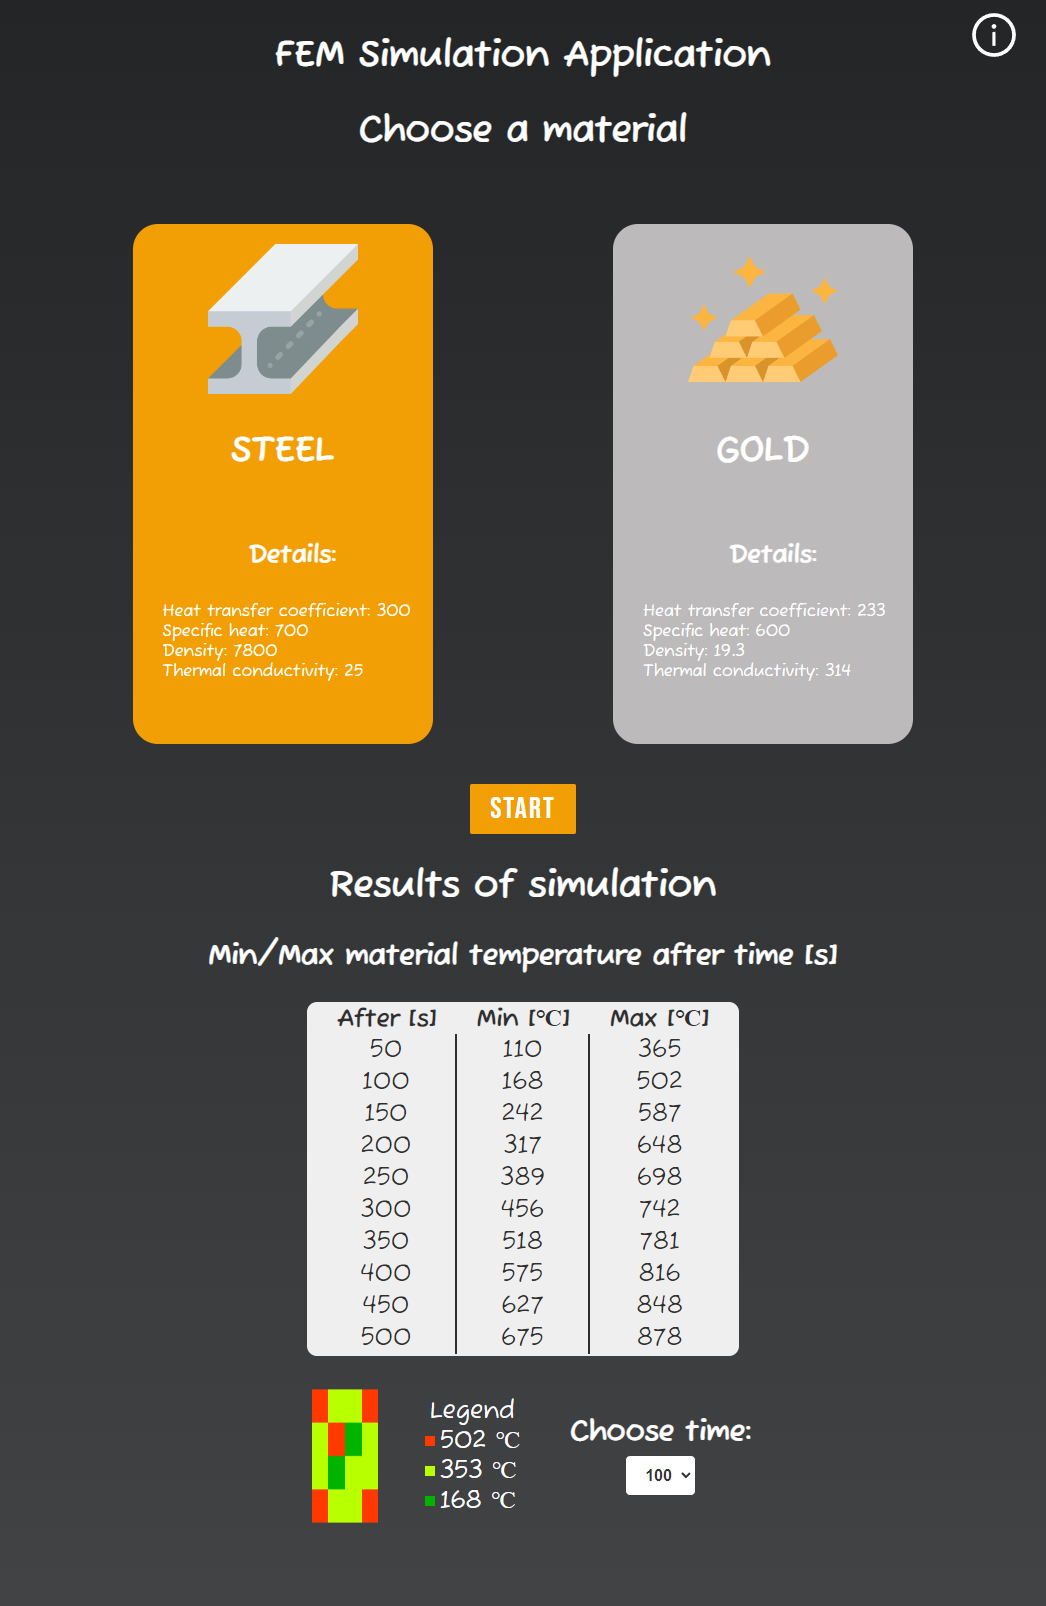 FEM Simulation Application
Choose a material
STEEL
Details:
Heat transfer coefficient: 300
Specific heat: 700
Density: 7800
Thermal conductivity: 25
GOLD
Details:
Heat transfer coefficient: 233
Specific heat: 600
Density: 19.3
Thermal conductivity: 314
START
Results of simulation
Min/Max material temperature after time [s]
After [s] Min [℃] Max [℃]
50 110 365
100 168 502
150 242 587
200 317 648
250 389 698
300 456 742
350 518 781
400 575 816
450 627 848
500 675 878
Legend
502 ℃
353 ℃
168 ℃
Choose time:
100